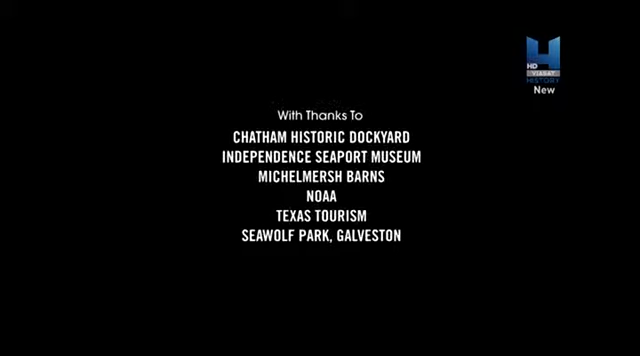 HD
VIASAT
HISTORY
New
With Thanks To
CHATHAM HISTORIC DOCKYARD
INDEPENDENCE SEAPORT MUSEUM
MICHELMERSH BARNS
NOAA
TEXAS TOURISM
SEAWOLF PARK, GALVESTON